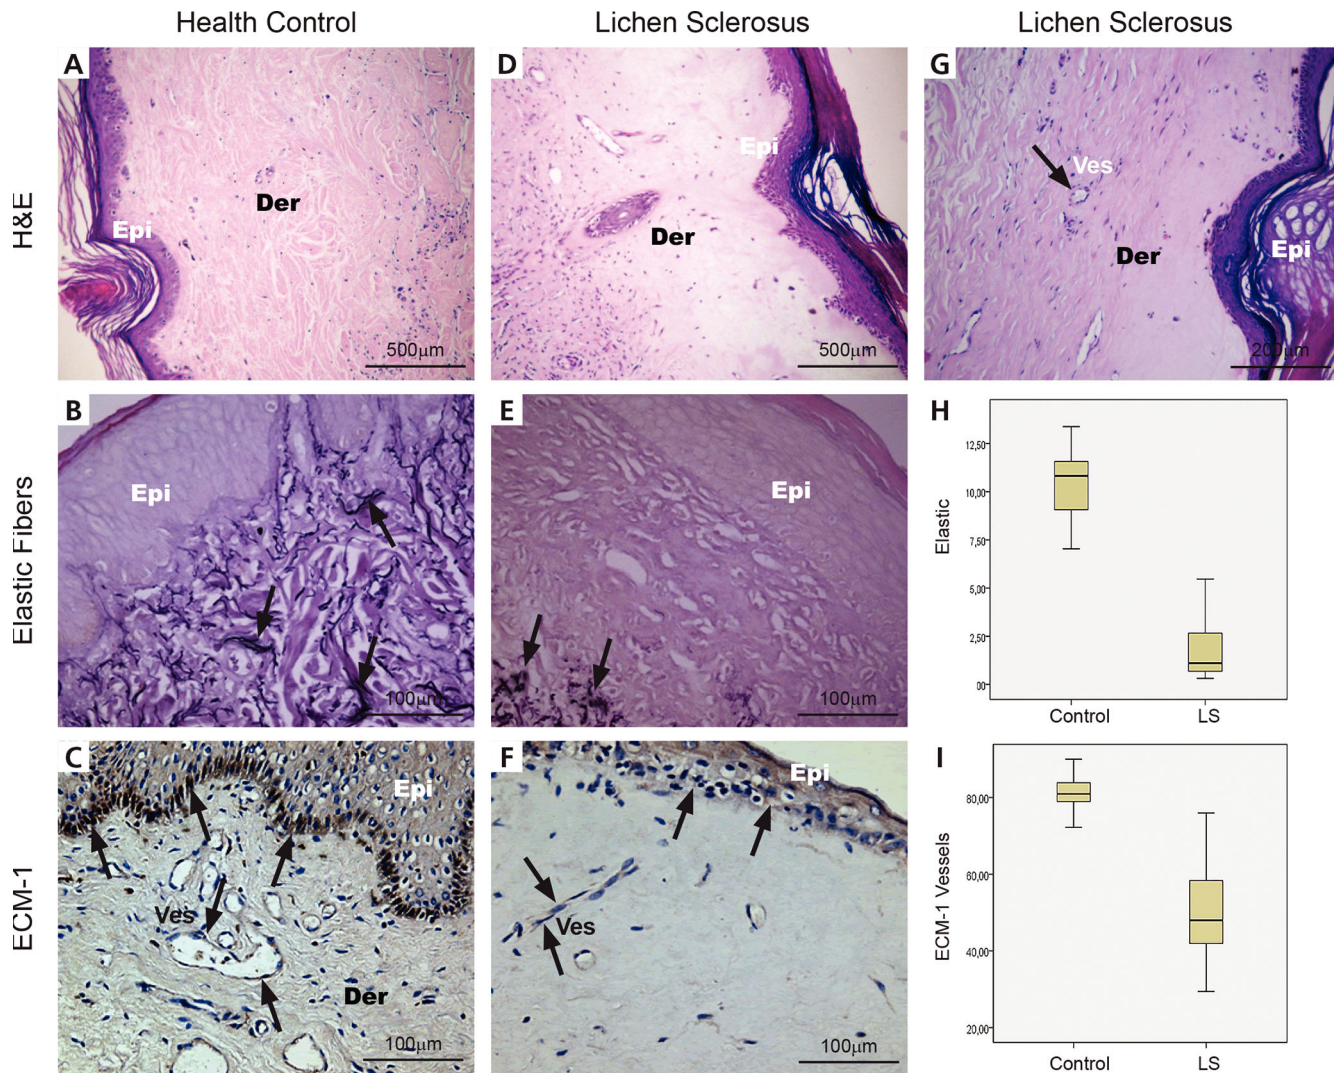 Health Control
Lichen Sclerosus
Lichen Sclerosus
H&E
A
Epi
Der
500µm
D
Epi
Der
500µm
G
Ves
Der
Epi
200µm
Elastic Fibers
B
Epi
100µm
E
Epi
100µm
H
Elastic
12,50
10,00
7,50
5,00
2,50
00
Control
LS
ECM-1
C
Epi
Ves
Der
100µm
F
Epi
Ves
100µm
I
ECM-1 Vessels
80,00
60,00
40,00
20,00
Control
LS